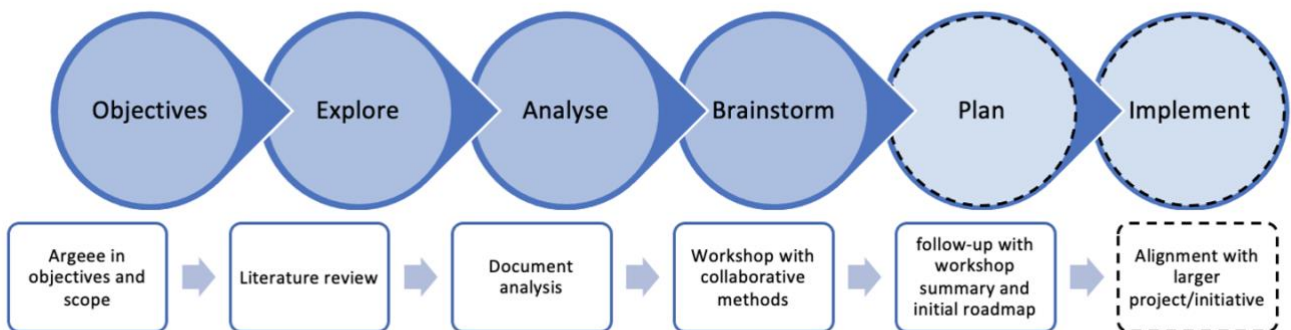 Objectives
Explore
Analyse
Brainstorm
Plan
Implement
Argeee in
objectives and
scope
Literature review
Document
analysis
Workshop with
collaborative
methods
follow-up with
workshop
summary and
initial roadmap
Alignment with
larger
project/initiative